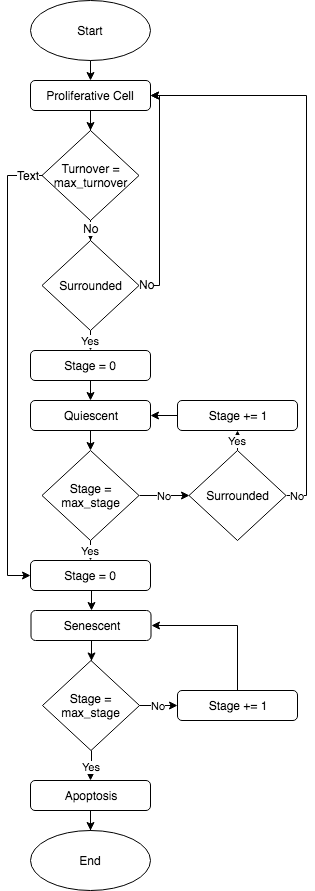 Start
Proliferative Cell
Turnover =
max_turnover
Text
No
Surrounded
No
Yes
Stage = 0
Quiescent
Stage += 1
Yes
Stage =
max_stage
No
Surrounded
No
Yes
Stage = 0
Senescent
Stage =
max_stage
No
Stage += 1
Yes
Apoptosis
End